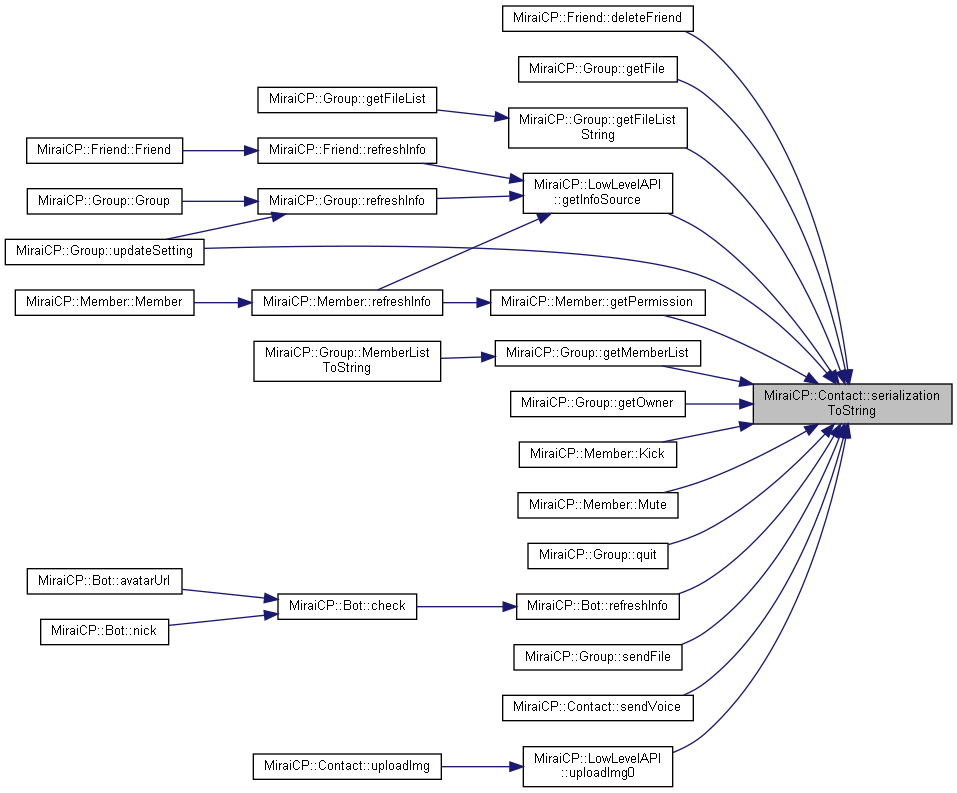 MiraiCP::Friend::deleteFriend
MiraiCP::Group::getFile
MiraiCP::Group::getFileList
MiraiCP::Group::getFileList
String
MiraiCP::Friend::Friend
MiraiCP::Friend::refreshInfo
MiraiCP::LowLevelAPI
::getInfoSource
MiraiCP::Group::Group
MiraiCP::Group::refreshInfo
MiraiCP::Group::updateSetting
MiraiCP::Member::Member
MiraiCP::Member::refreshInfo
MiraiCP::Member::getPermission
MiraiCP::Group::MemberList
ToString
MiraiCP::Group::getMemberList
MiraiCP::Contact::serialization
ToString
MiraiCP::Group::getOwner
MiraiCP::Member::Kick
MiraiCP::Member::Mute
MiraiCP::Group::quit
MiraiCP::Bot::avatarUrl
MiraiCP::Bot::nick
MiraiCP::Bot::check
MiraiCP::Bot::refreshInfo
MiraiCP::Group::sendFile
MiraiCP::Contact::sendVoice
MiraiCP::Contact::uploadImg
MiraiCP::LowLevelAPI
::uploadImg0